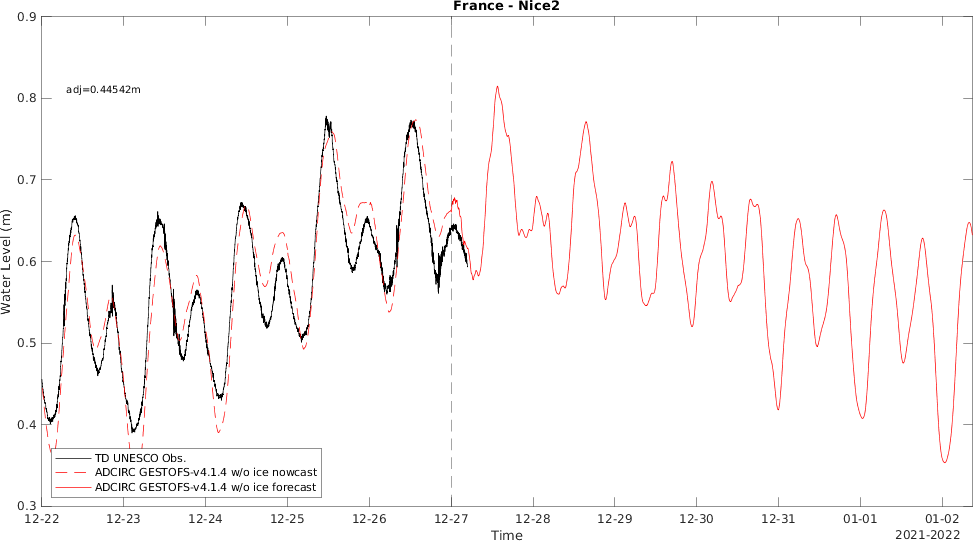 France - Nice2
0.9
0.8
0.7
0.6
0.5
0.4
0.3
Water Level (m)
adj=0.44542m
TD UNESCO Obs.
ADCIRC GESTOFS-v4.1.4 w/o ice nowcast
ADCIRC GESTOFS-v4.1.4 w/o ice forecast
12-22 12-23 12-24 12-25 12-26 12-27 12-28 12-29 12-30 12-31 01-01 01-02
Time
2021-2022